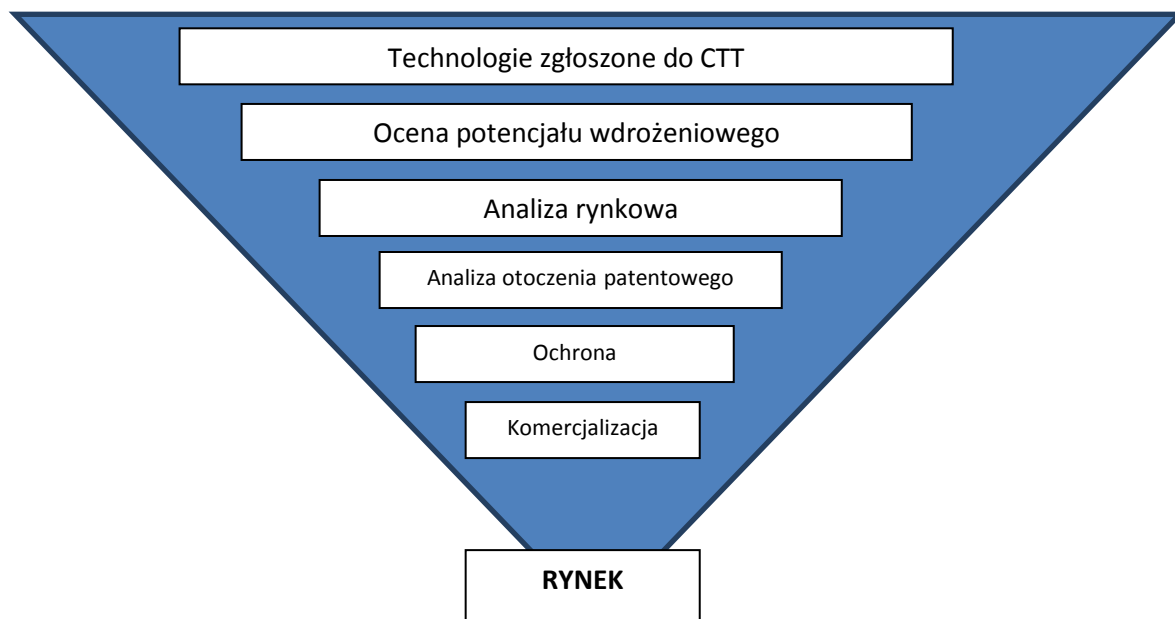 Technologie zgłoszone do CTT
Ocena potencjału wdrożeniowego
Analiza rynkowa
Analiza otoczenia patentowego
Ochrona
Komercjalizacja
RYNEK